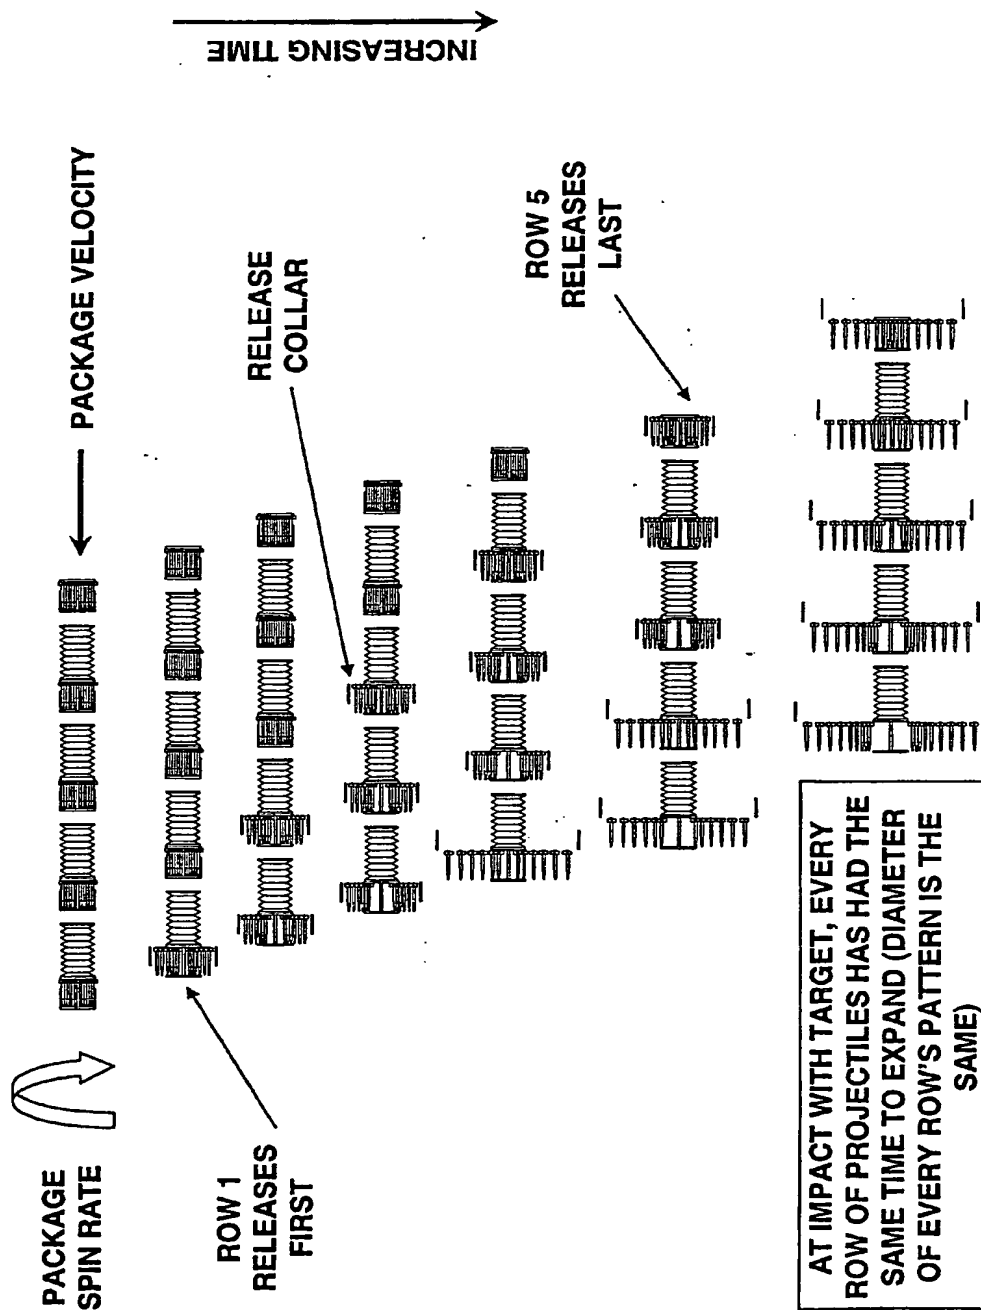 INCREASING TIME
PACKAGE VELOCITY
RELEASE
COLLAR
ROW 5
RELEASES
LAST
PACKAGE
SPIN RATE
ROW 1
RELEASES
FIRST
AT IMPACT WITH TARGET, EVERY
ROW OF PROJECTILES HAS HAD THE
SAME TIME TO EXPAND (DIAMETER
OF EVERY ROW'S PATTERN IS THE
SAME)